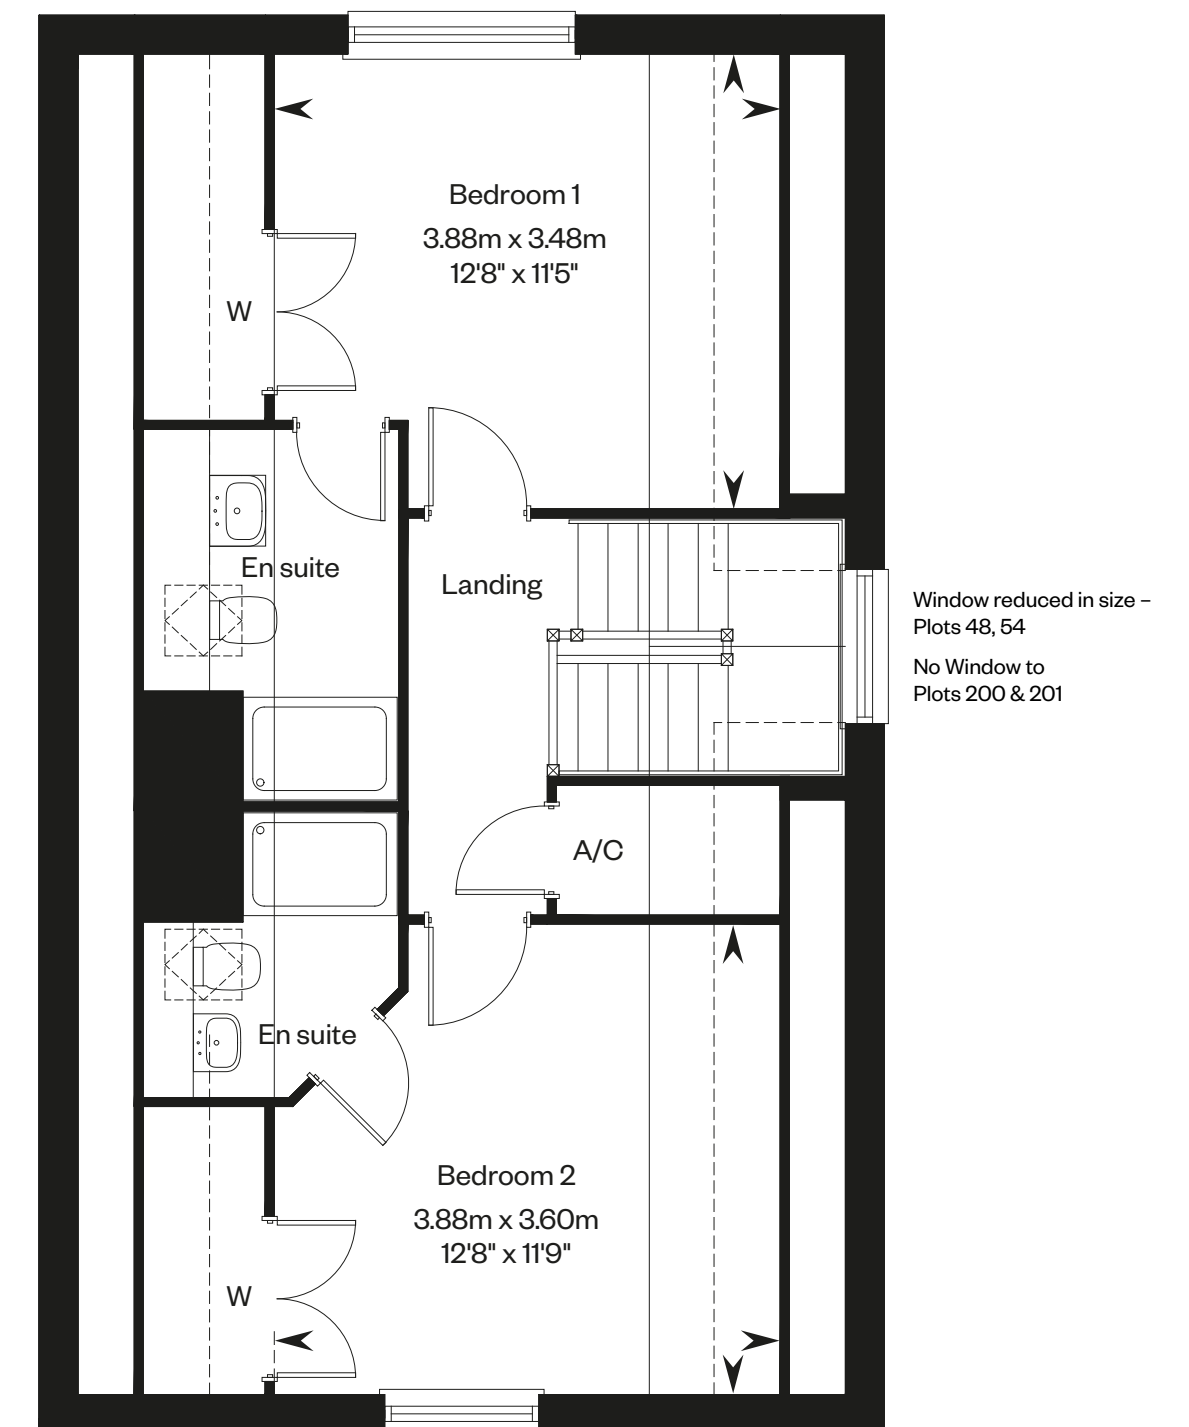 Bedroom 1
3.88m x 3.48m
12'8" x 11'5"
W
En suite
Landing
Window reduced in size –
Plots 48, 54
No Window to
Plots 200 & 201
A/C
En suite
Bedroom 2
3.88m x 3.60m
12'8" x 11'9"
W